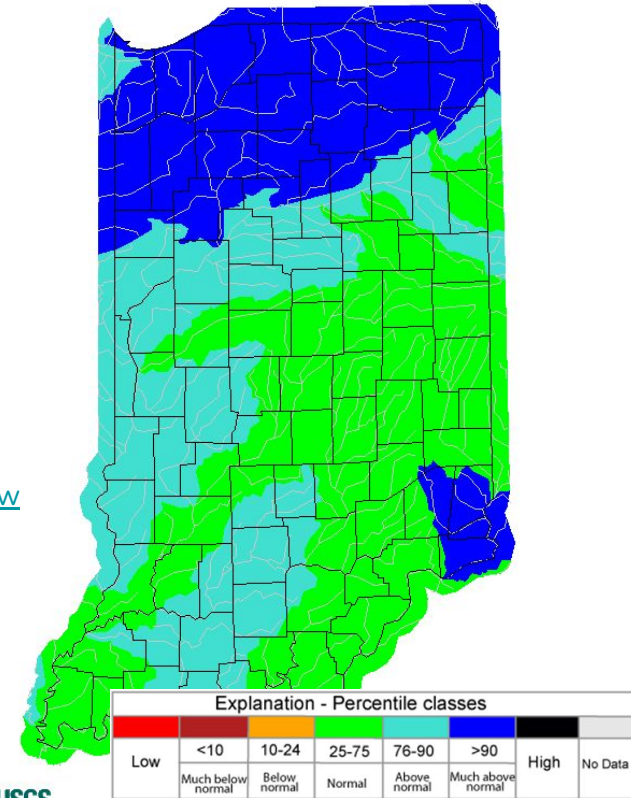 w
Explanation - Percentile classes
Low <10 10-24 25-75 76-90 >90 High No Data
Much below normal Below normal Normal Above normal Much above normal
USGS